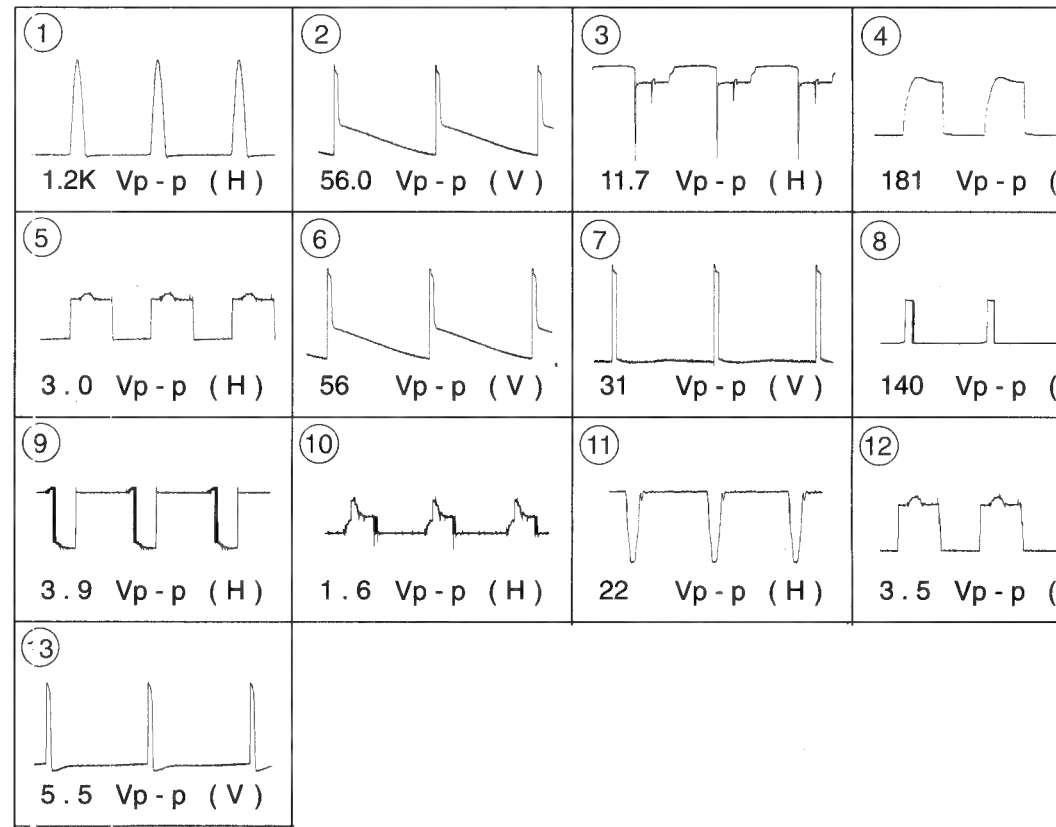 1 2 3 4
1.2K Vp-p (H) 56.0 Vp-p (V) 11.7 Vp-p (H) 181 Vp-p (
5 6 7 8
3.0 Vp-p (H) 56 Vp-p (V) 31 Vp-p (V) 140 Vp-p (
9 10 11 12
3.9 Vp-p (H) 1.6 Vp-p (H) 22 Vp-p (H) 3.5 Vp-p (
13
5.5 Vp-p (V)